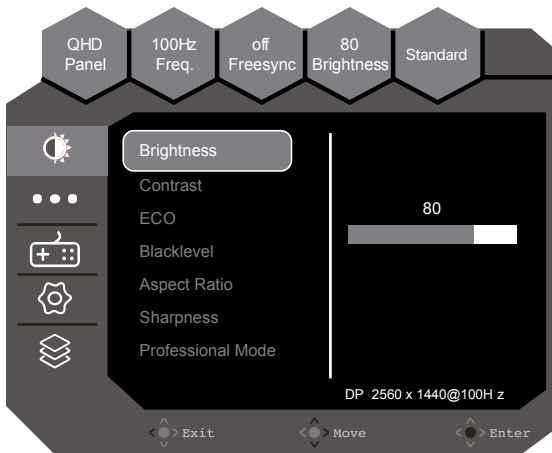 QHD
Panel
100Hz
Freq.
off
Freesync
80
Brightness
Standard
Brightness
Contrast
ECO
Blacklevel
Aspect Ratio
Sharpness
Professional Mode
80
DP 2560 x 1440@100H z
Exit
Move
Enter